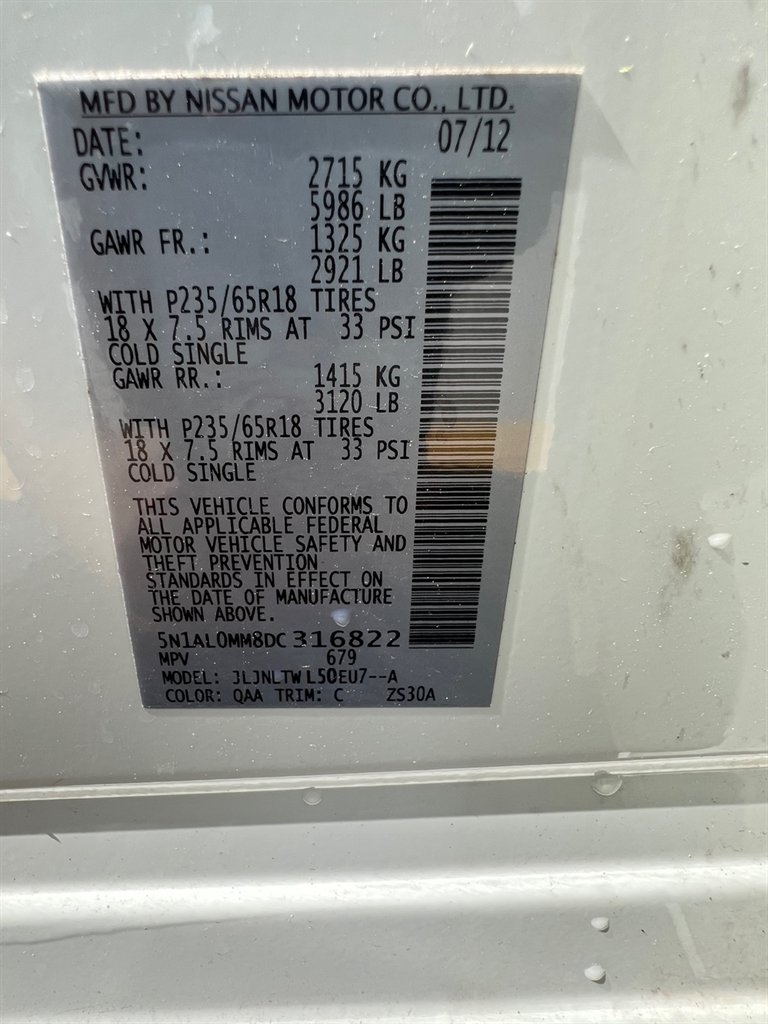 MFD BY NISSAN MOTOR CO., LTD.
DATE: 07/12
GVWR: 2715 KG
5986 LB
GAWR FR.: 1325 KG
2921 LB
WITH P235/65R18 TIRES
18 X 7.5 RIMS AT 33 PSI
COLD SINGLE
GAWR RR.: 1415 KG
3120 LB
WITH P235/65R18 TIRES
18 X 7.5 RIMS AT 33 PSI
COLD SINGLE
THIS VEHICLE CONFORMS TO
ALL APPLICABLE FEDERAL
MOTOR VEHICLE SAFETY AND
THEFT PREVENTION
STANDARDS IN EFFECT ON
THE DATE OF MANUFACTURE
SHOWN ABOVE.
5N1AL0MM8DC 316822
MPV 679
MODEL: JLJNLTW L50EU7--A
COLOR: QAA TRIM: C ZS30A